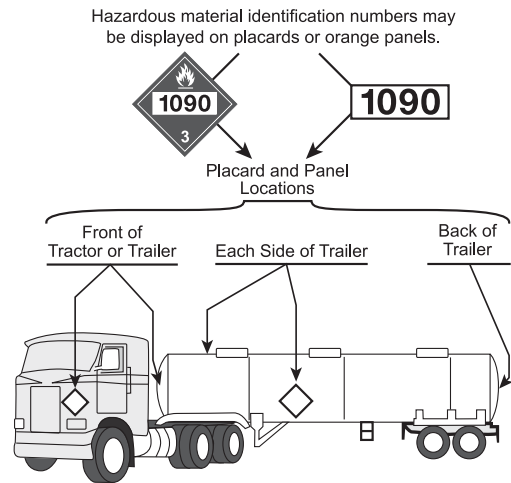 Hazardous material identification numbers may
be displayed on placards or orange panels.
1090
3
1090
Placard and Panel
Locations
Front of
Tractor or Trailer
Each Side of Trailer
Back of
Trailer